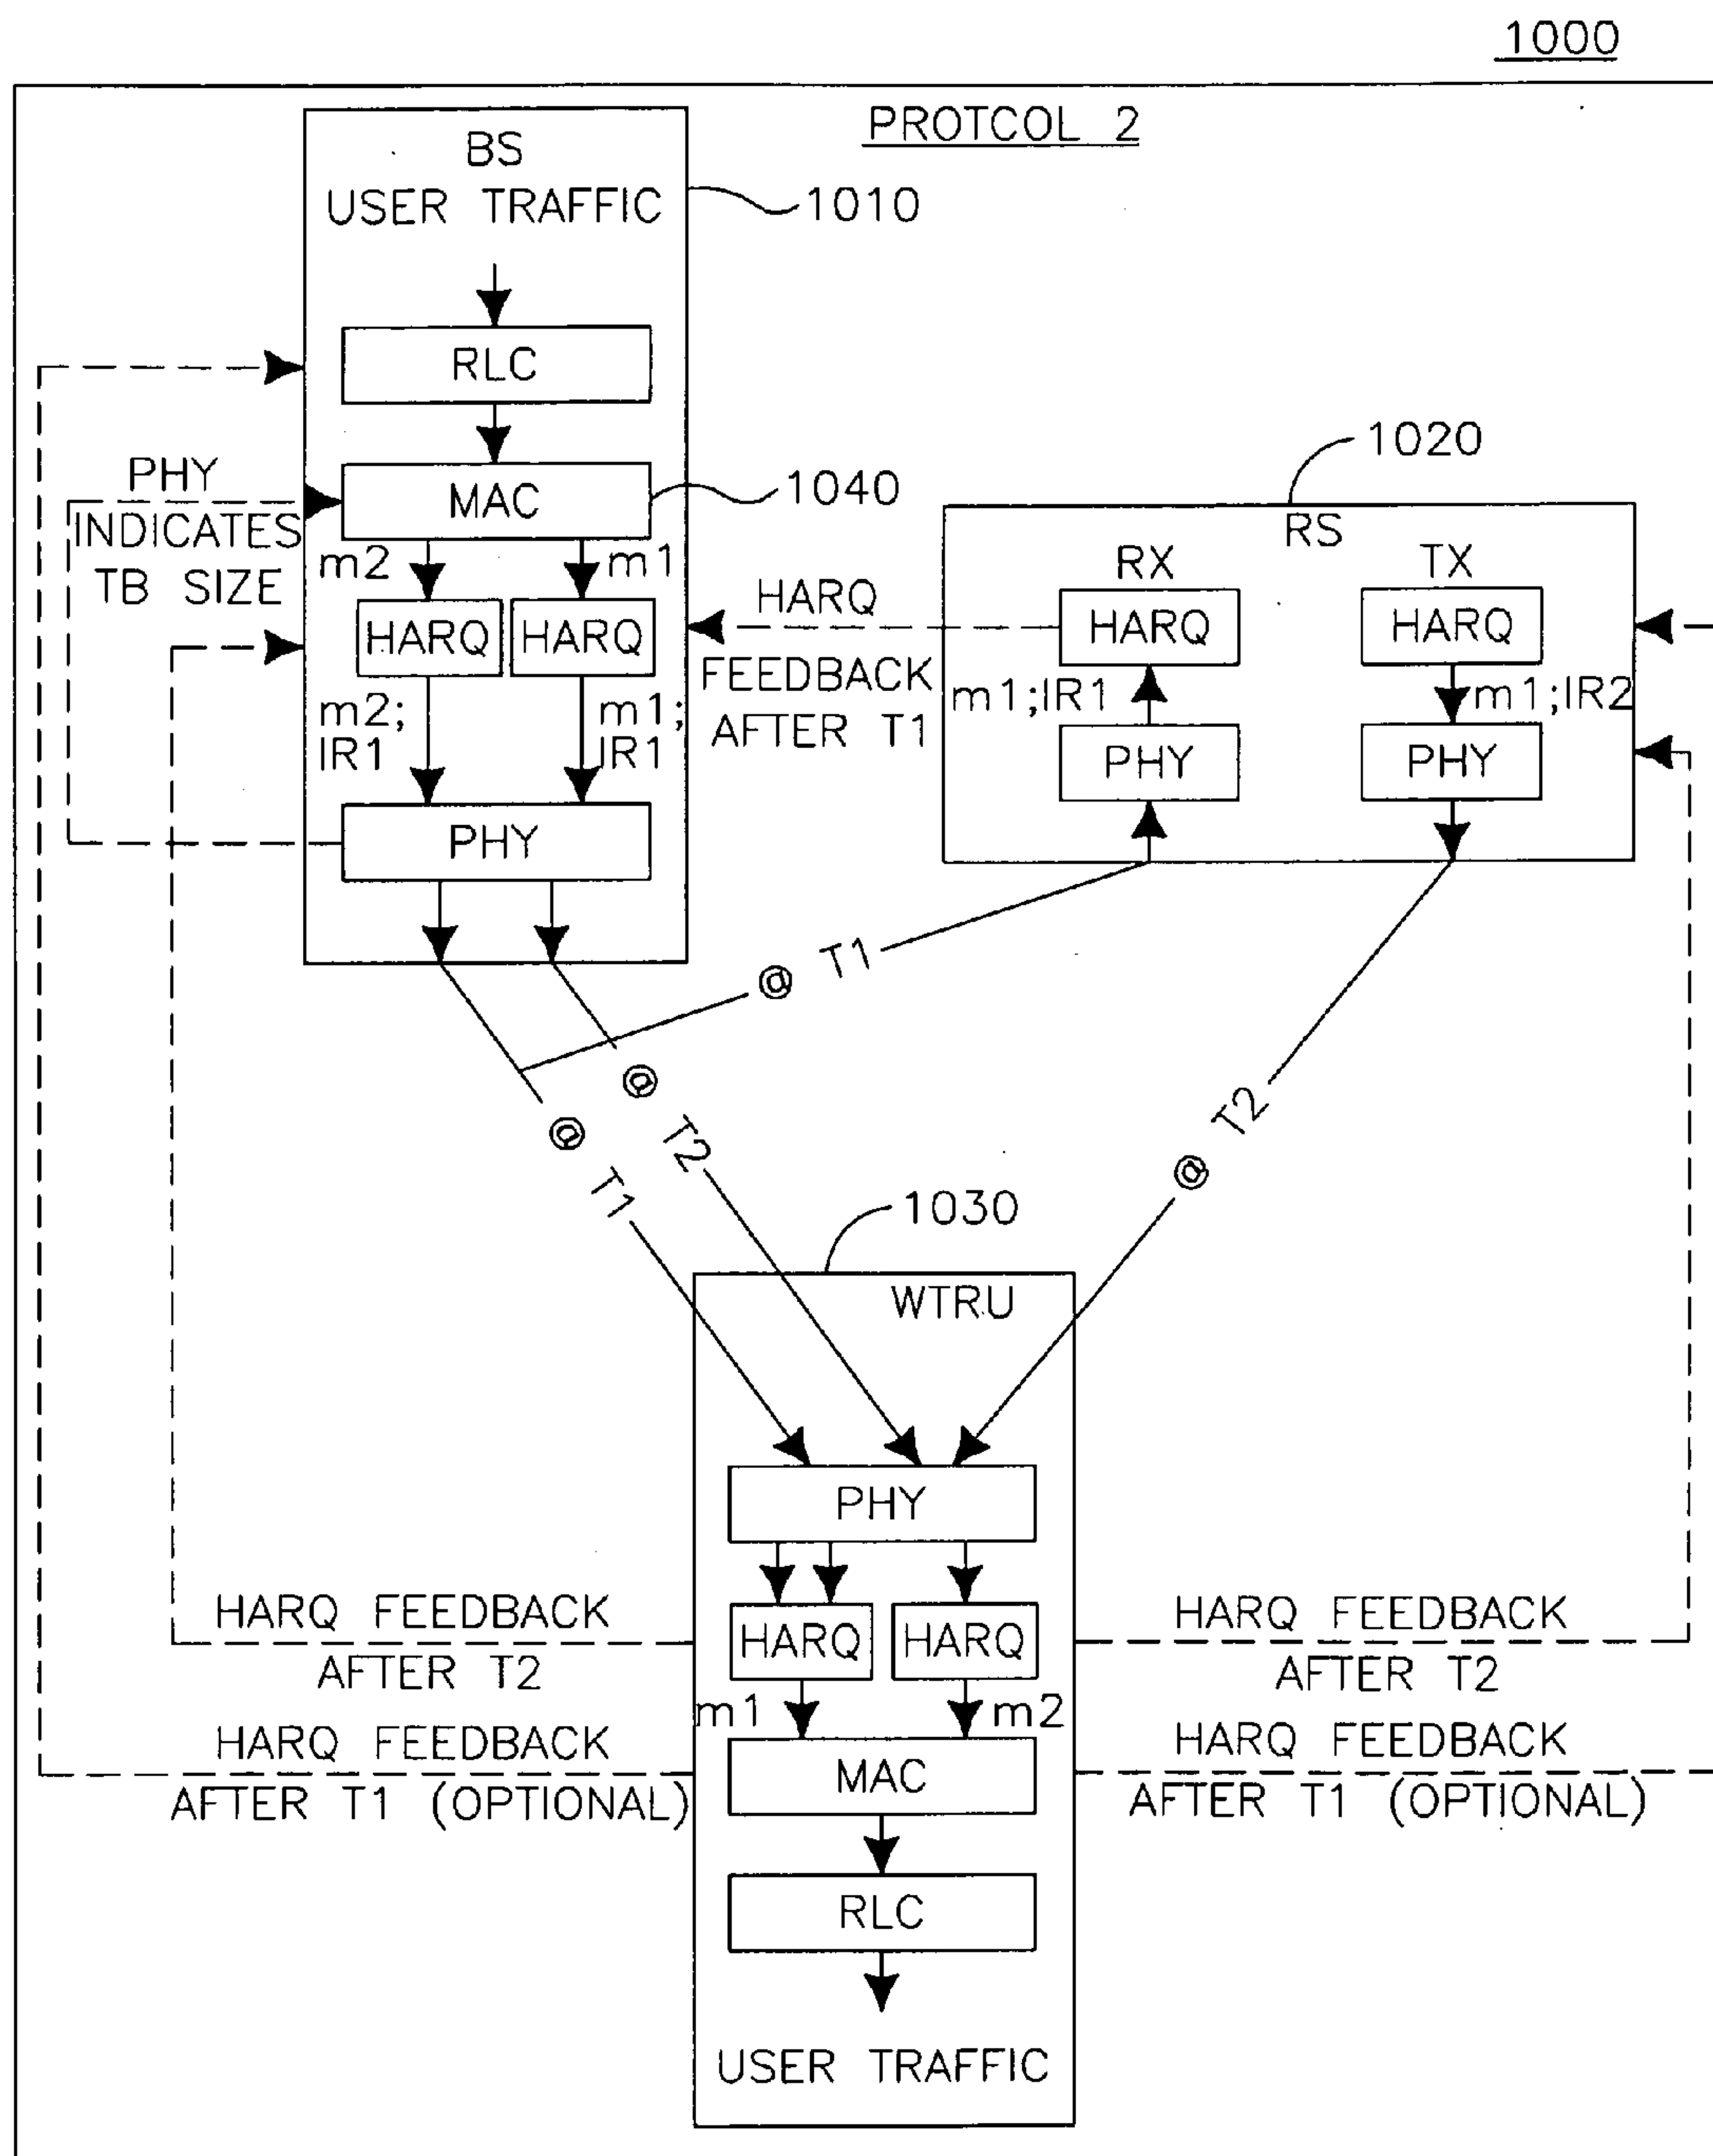 1000
PROTCOL 2
BS
USER TRAFFIC
1010
RLC
MAC
1040
PHY
INDICATES
TB SIZE
m2
m1
HARQ
HARQ
m2;
IR1
m1;
IR1
PHY
HARQ
FEEDBACK
AFTER T1
1020
RS
RX
TX
HARQ
HARQ
m1;IR1
m1;IR2
PHY
PHY
@ T1
@ T1
@ T2
@ T2
1030
WTRU
PHY
HARQ
HARQ
m1
m2
MAC
RLC
USER TRAFFIC
HARQ FEEDBACK
AFTER T2
HARQ FEEDBACK
AFTER T1 (OPTIONAL)
HARQ FEEDBACK
AFTER T2
HARQ FEEDBACK
AFTER T1 (OPTIONAL)